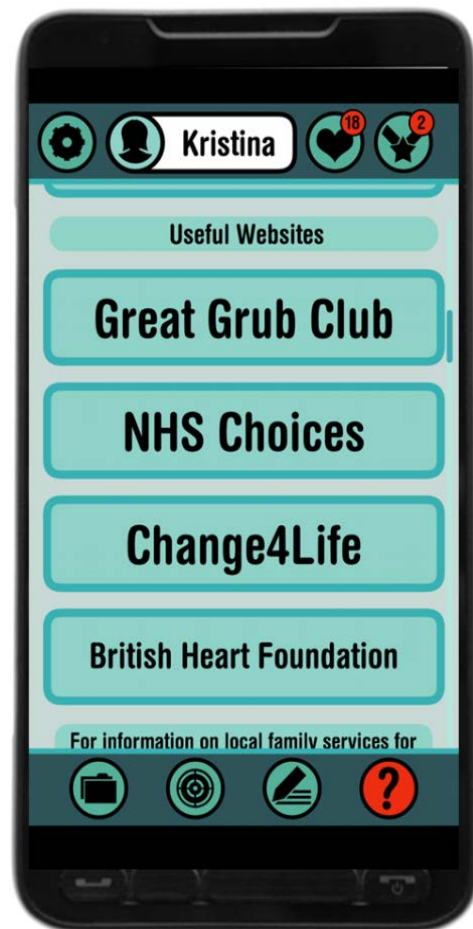 Kristina
18
2
Useful Websites
Great Grub Club
NHS Choices
Change4Life
British Heart Foundation
For information on local family services for
?